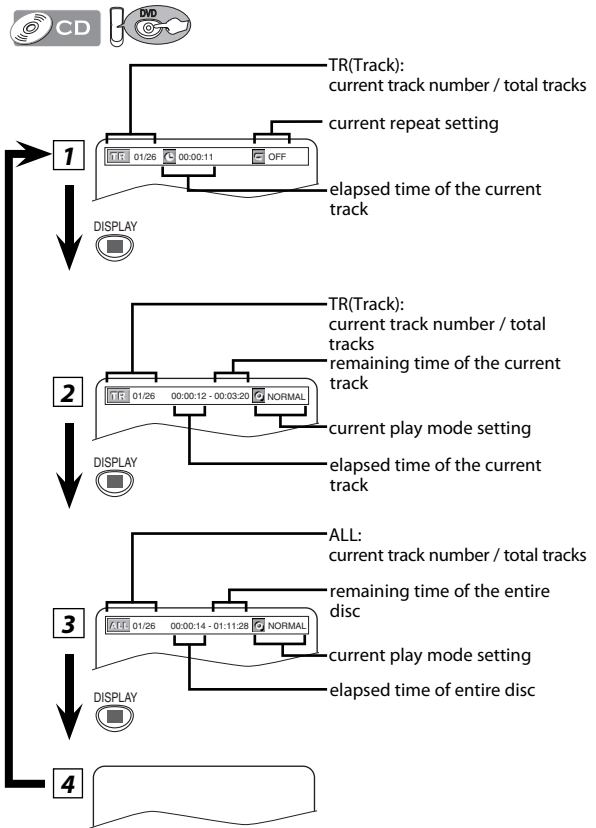 CD
DVD
TR(Track):
current track number / total tracks
current repeat setting
1
TR 01/26 00:00:11 OFF
elapsed time of the current
track
DISPLAY
TR(Track):
current track number / total
tracks
remaining time of the current
track
2
TR 01/26 00:00:12 - 00:03:20 NORMAL
current play mode setting
elapsed time of the current
track
DISPLAY
ALL:
current track number / total tracks
remaining time of the entire
disc
3
ALL 01/26 00:00:14 - 01:11:28 NORMAL
current play mode setting
elapsed time of entire disc
DISPLAY
4